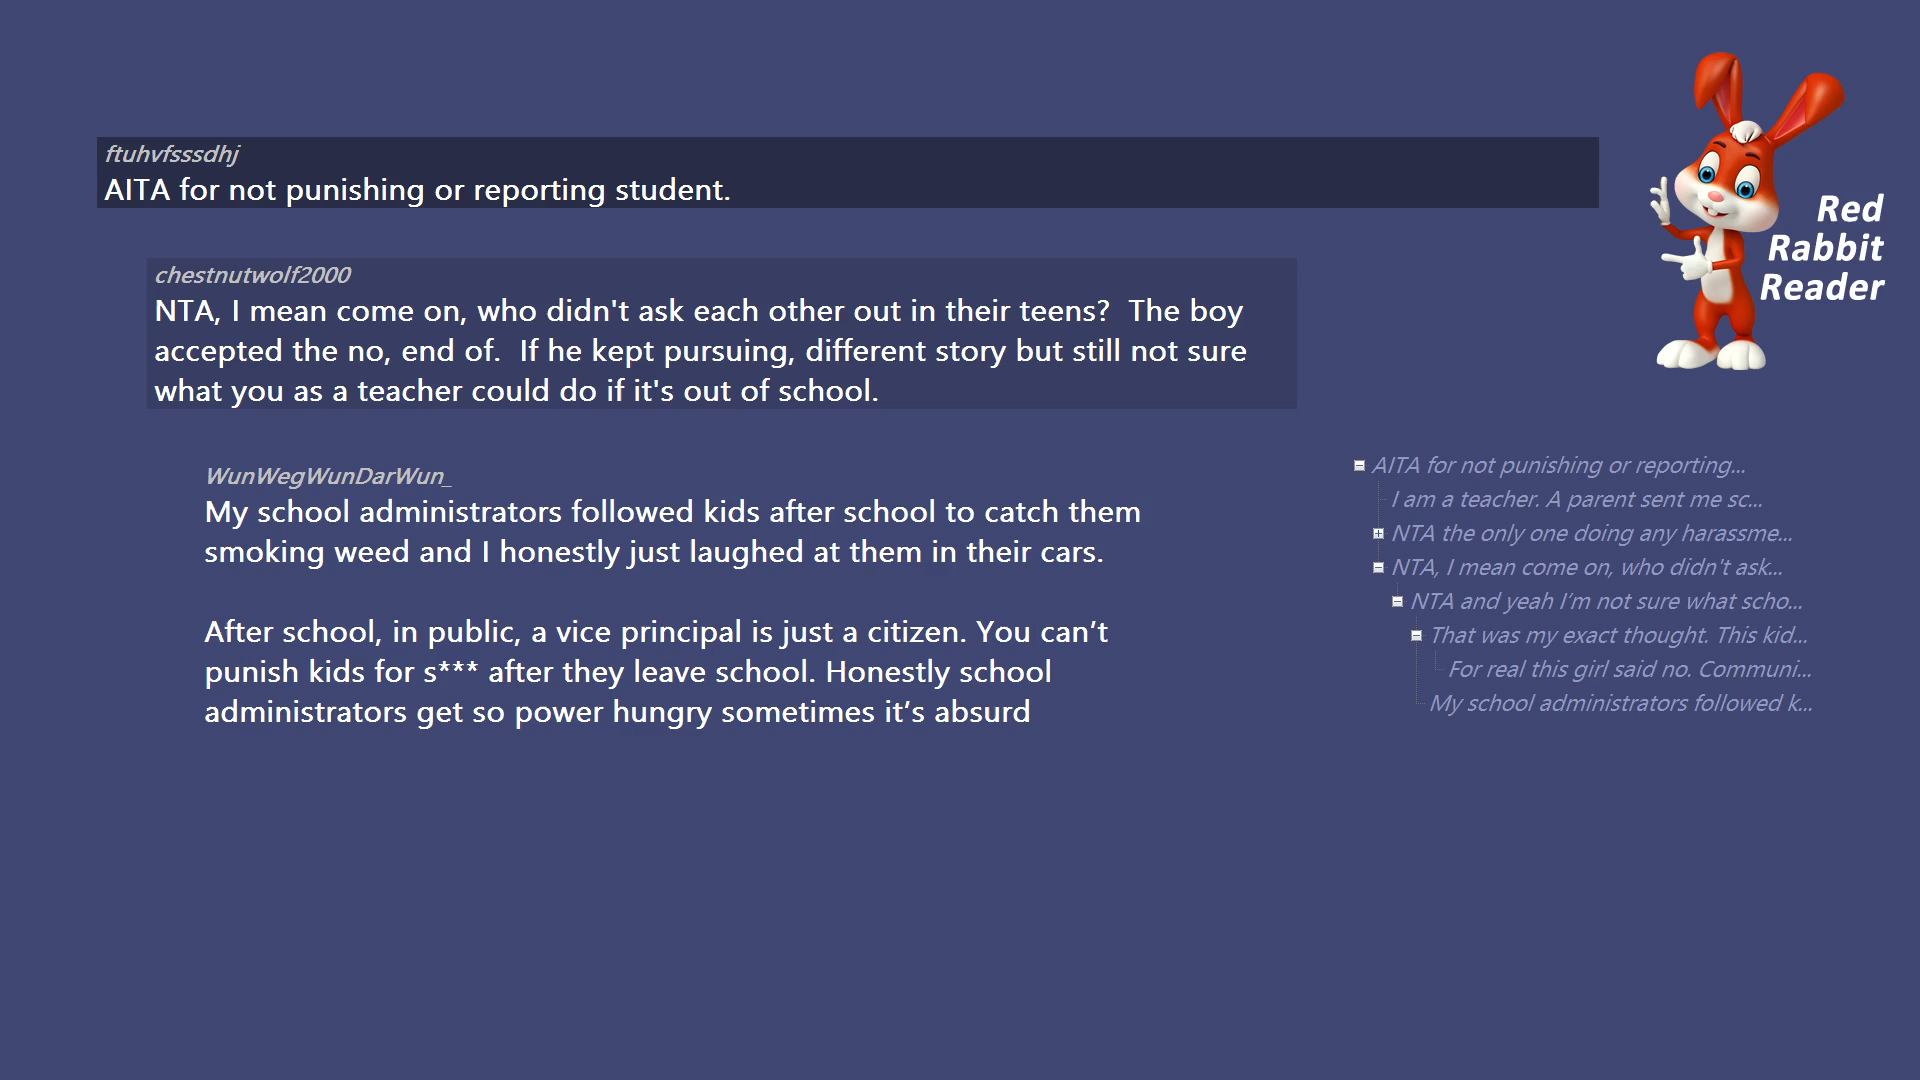 ftuhvfsssdhj
AITA for not punishing or reporting student.
chestnutwolf2000
NTA, I mean come on, who didn't ask each other out in their teens?  The boy
accepted the no, end of.  If he kept pursuing, different story but still not sure
what you as a teacher could do if it's out of school.
WunWegWunDarWun_
My school administrators followed kids after school to catch them
smoking weed and I honestly just laughed at them in their cars.
After school, in public, a vice principal is just a citizen. You can’t
punish kids for s*** after they leave school. Honestly school
administrators get so power hungry sometimes it’s absurd
Red
Rabbit
Reader
AITA for not punishing or reporting...
I am a teacher. A parent sent me sc...
NTA the only one doing any harassme...
NTA, I mean come on, who didn't ask...
NTA and yeah I’m not sure what scho...
That was my exact thought. This kid...
For real this girl said no. Communi...
My school administrators followed k...